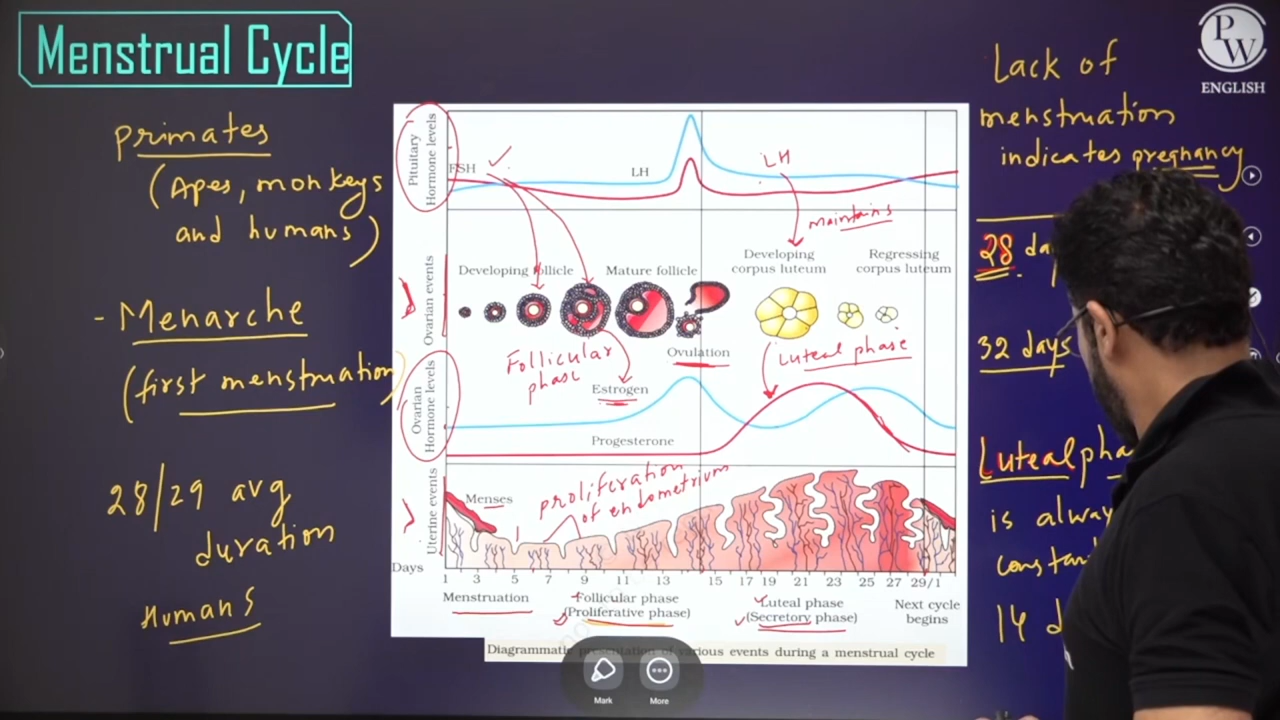 Menstrual Cycle
PW
ENGLISH
primates
(Apes, monkeys
and humans)
- Menarche
(first menstruation)
28/29 avg
duration
Humans
Pituitary
Hormone levels
FSH
LH
LH
maintains
Ovarian events
Developing follicle
Mature follicle
Developing
corpus luteum
Regressing
corpus luteum
Follicular
phase
Ovulation
Luteal phase
Ovarian
Hormone levels
Estrogen
Progesterone
Uterine events
Menses
proliferation
of endometrium
Days
1 3 5 7 9 11 13 15 17 19 21 23 25 27 29/1
Menstruation
Follicular phase
(Proliferative phase)
Luteal phase
(Secretory phase)
Next cycle
begins
Diagrammatic of various events during a menstrual cycle
Mark
More
Lack of
menstruation
indicates pregnancy
28
32 days
Luteal
is
14